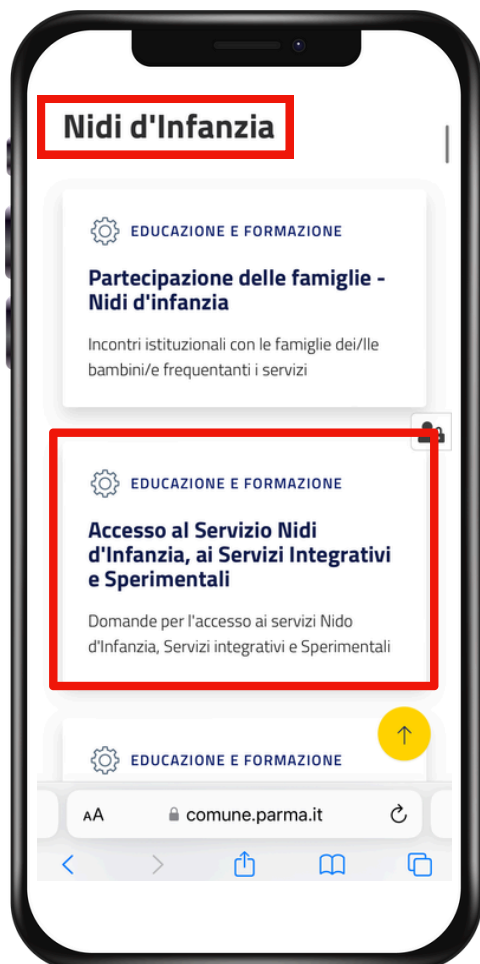 Nidi d'Infanzia
EDUCAZIONE E FORMAZIONE
Partecipazione delle famiglie -
Nidi d'infanzia
Incontri istituzionali con le famiglie dei/lle
bambini/e frequentanti i servizi
EDUCAZIONE E FORMAZIONE
Accesso al Servizio Nidi
d'Infanzia, ai Servizi Integrativi
e Sperimentali
Domande per l'accesso ai servizi Nido
d'Infanzia, Servizi integrativi e Sperimentali
EDUCAZIONE E FORMAZIONE
AA comune.parma.it